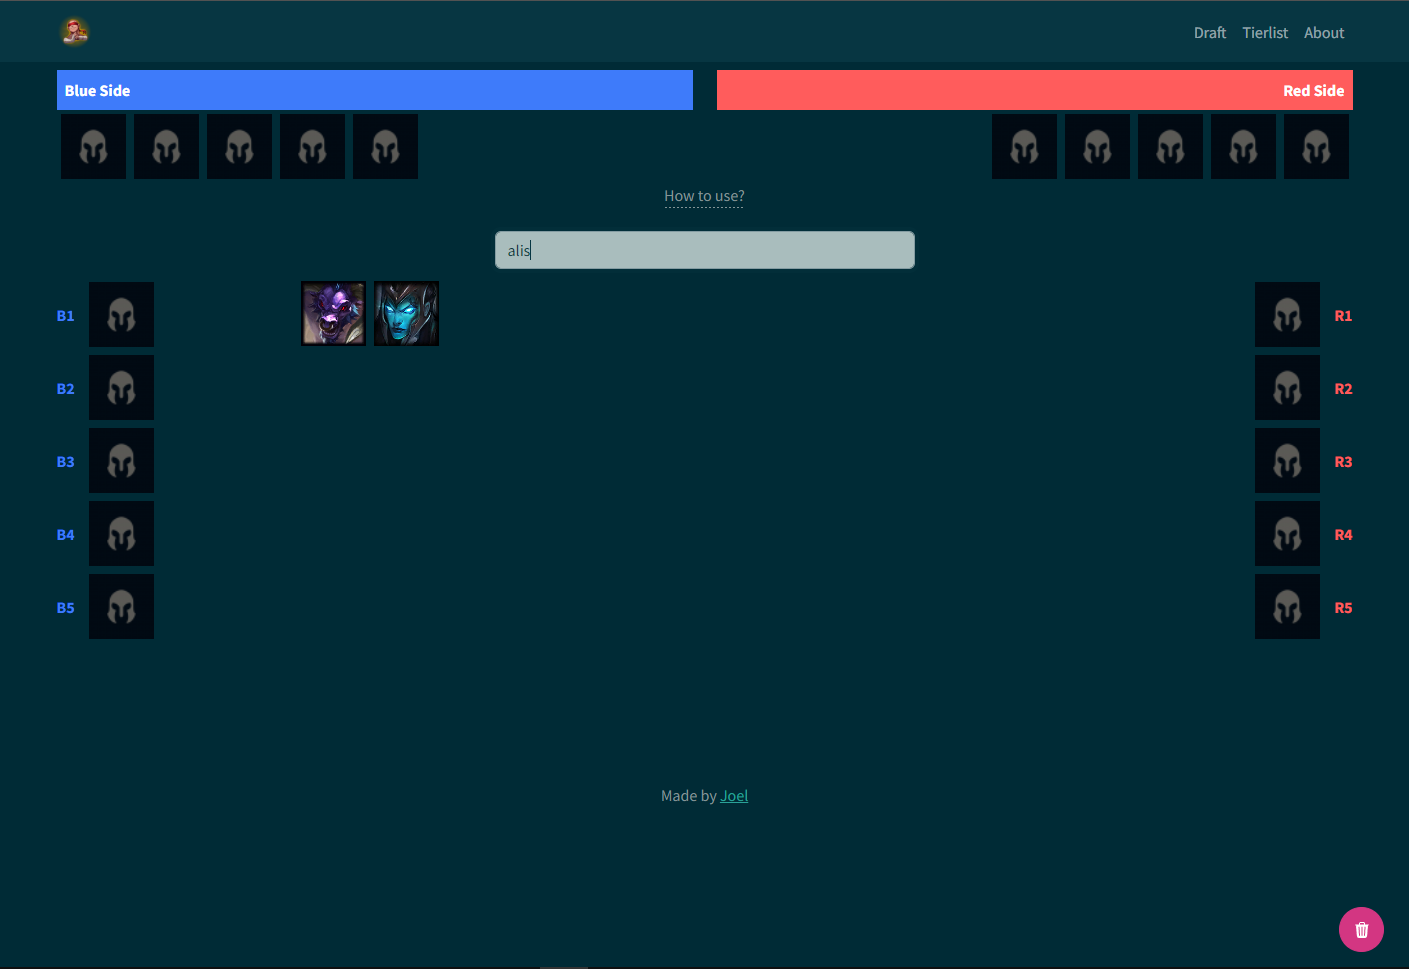 Draft Tierlist About
Blue Side
Red Side
How to use?
alis
B1
R1
B2
R2
B3
R3
B4
R4
B5
R5
Made by Joel